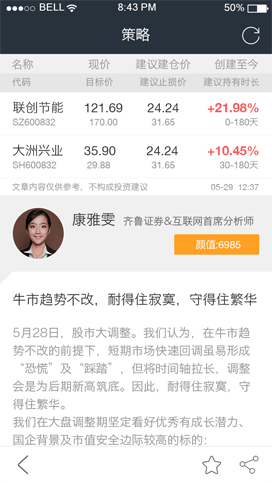 BELL 8:43 PM 50%
策略
名称 现价 建议建仓价 创建至今
代码 目标价 建议止损价 建议持有时长
联创节能 121.69 24.24 +21.98%
SZ600832 170.00 31.65 0-180天
大洲兴业 35.90 24.24 +10.45%
SH600832 29.88 31.65 30-180天
文章内容仅供参考，不构成投资建议 05-29 12:37
康雅雯 齐鲁证券&互联网首席分析师
颜值:6985
牛市趋势不改，耐得住寂寞，守得住繁华
5月28日，股市大调整。我们认为，在牛市趋
势不改的前提下，短期市场快速回调虽易形成
“恐慌”及“踩踏”，但将时间轴拉长，调整
会是为后期新高筑底。因此，耐得住寂寞，守
得住繁华。
我们在大盘调整期坚定看好优秀有成长潜力、
国企背景及市值安全边际较高的标的：